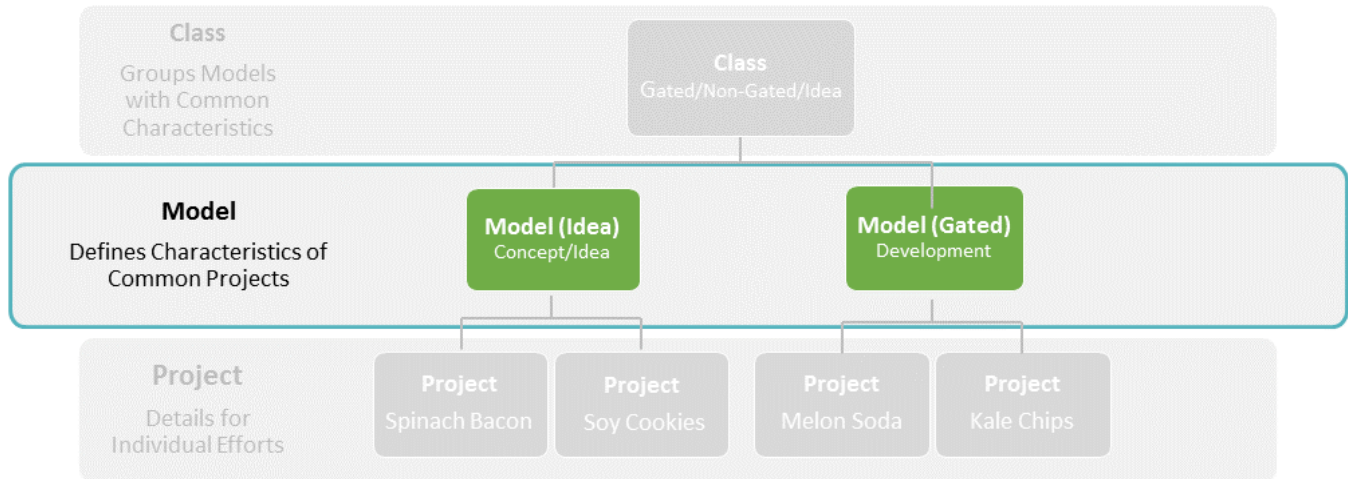 Class
Groups Models
with Common
Characteristics
Class
Gated/Non-Gated/Idea
Model
Defines Characteristics of
Common Projects
Model (Idea)
Concept/Idea
Model (Gated)
Development
Project
Details for
Individual Efforts
Project
Spinach Bacon
Project
Soy Cookies
Project
Melon Soda
Project
Kale Chips